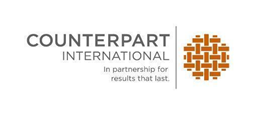 COUNTERPART
INTERNATIONAL
In partnership for
results that last.